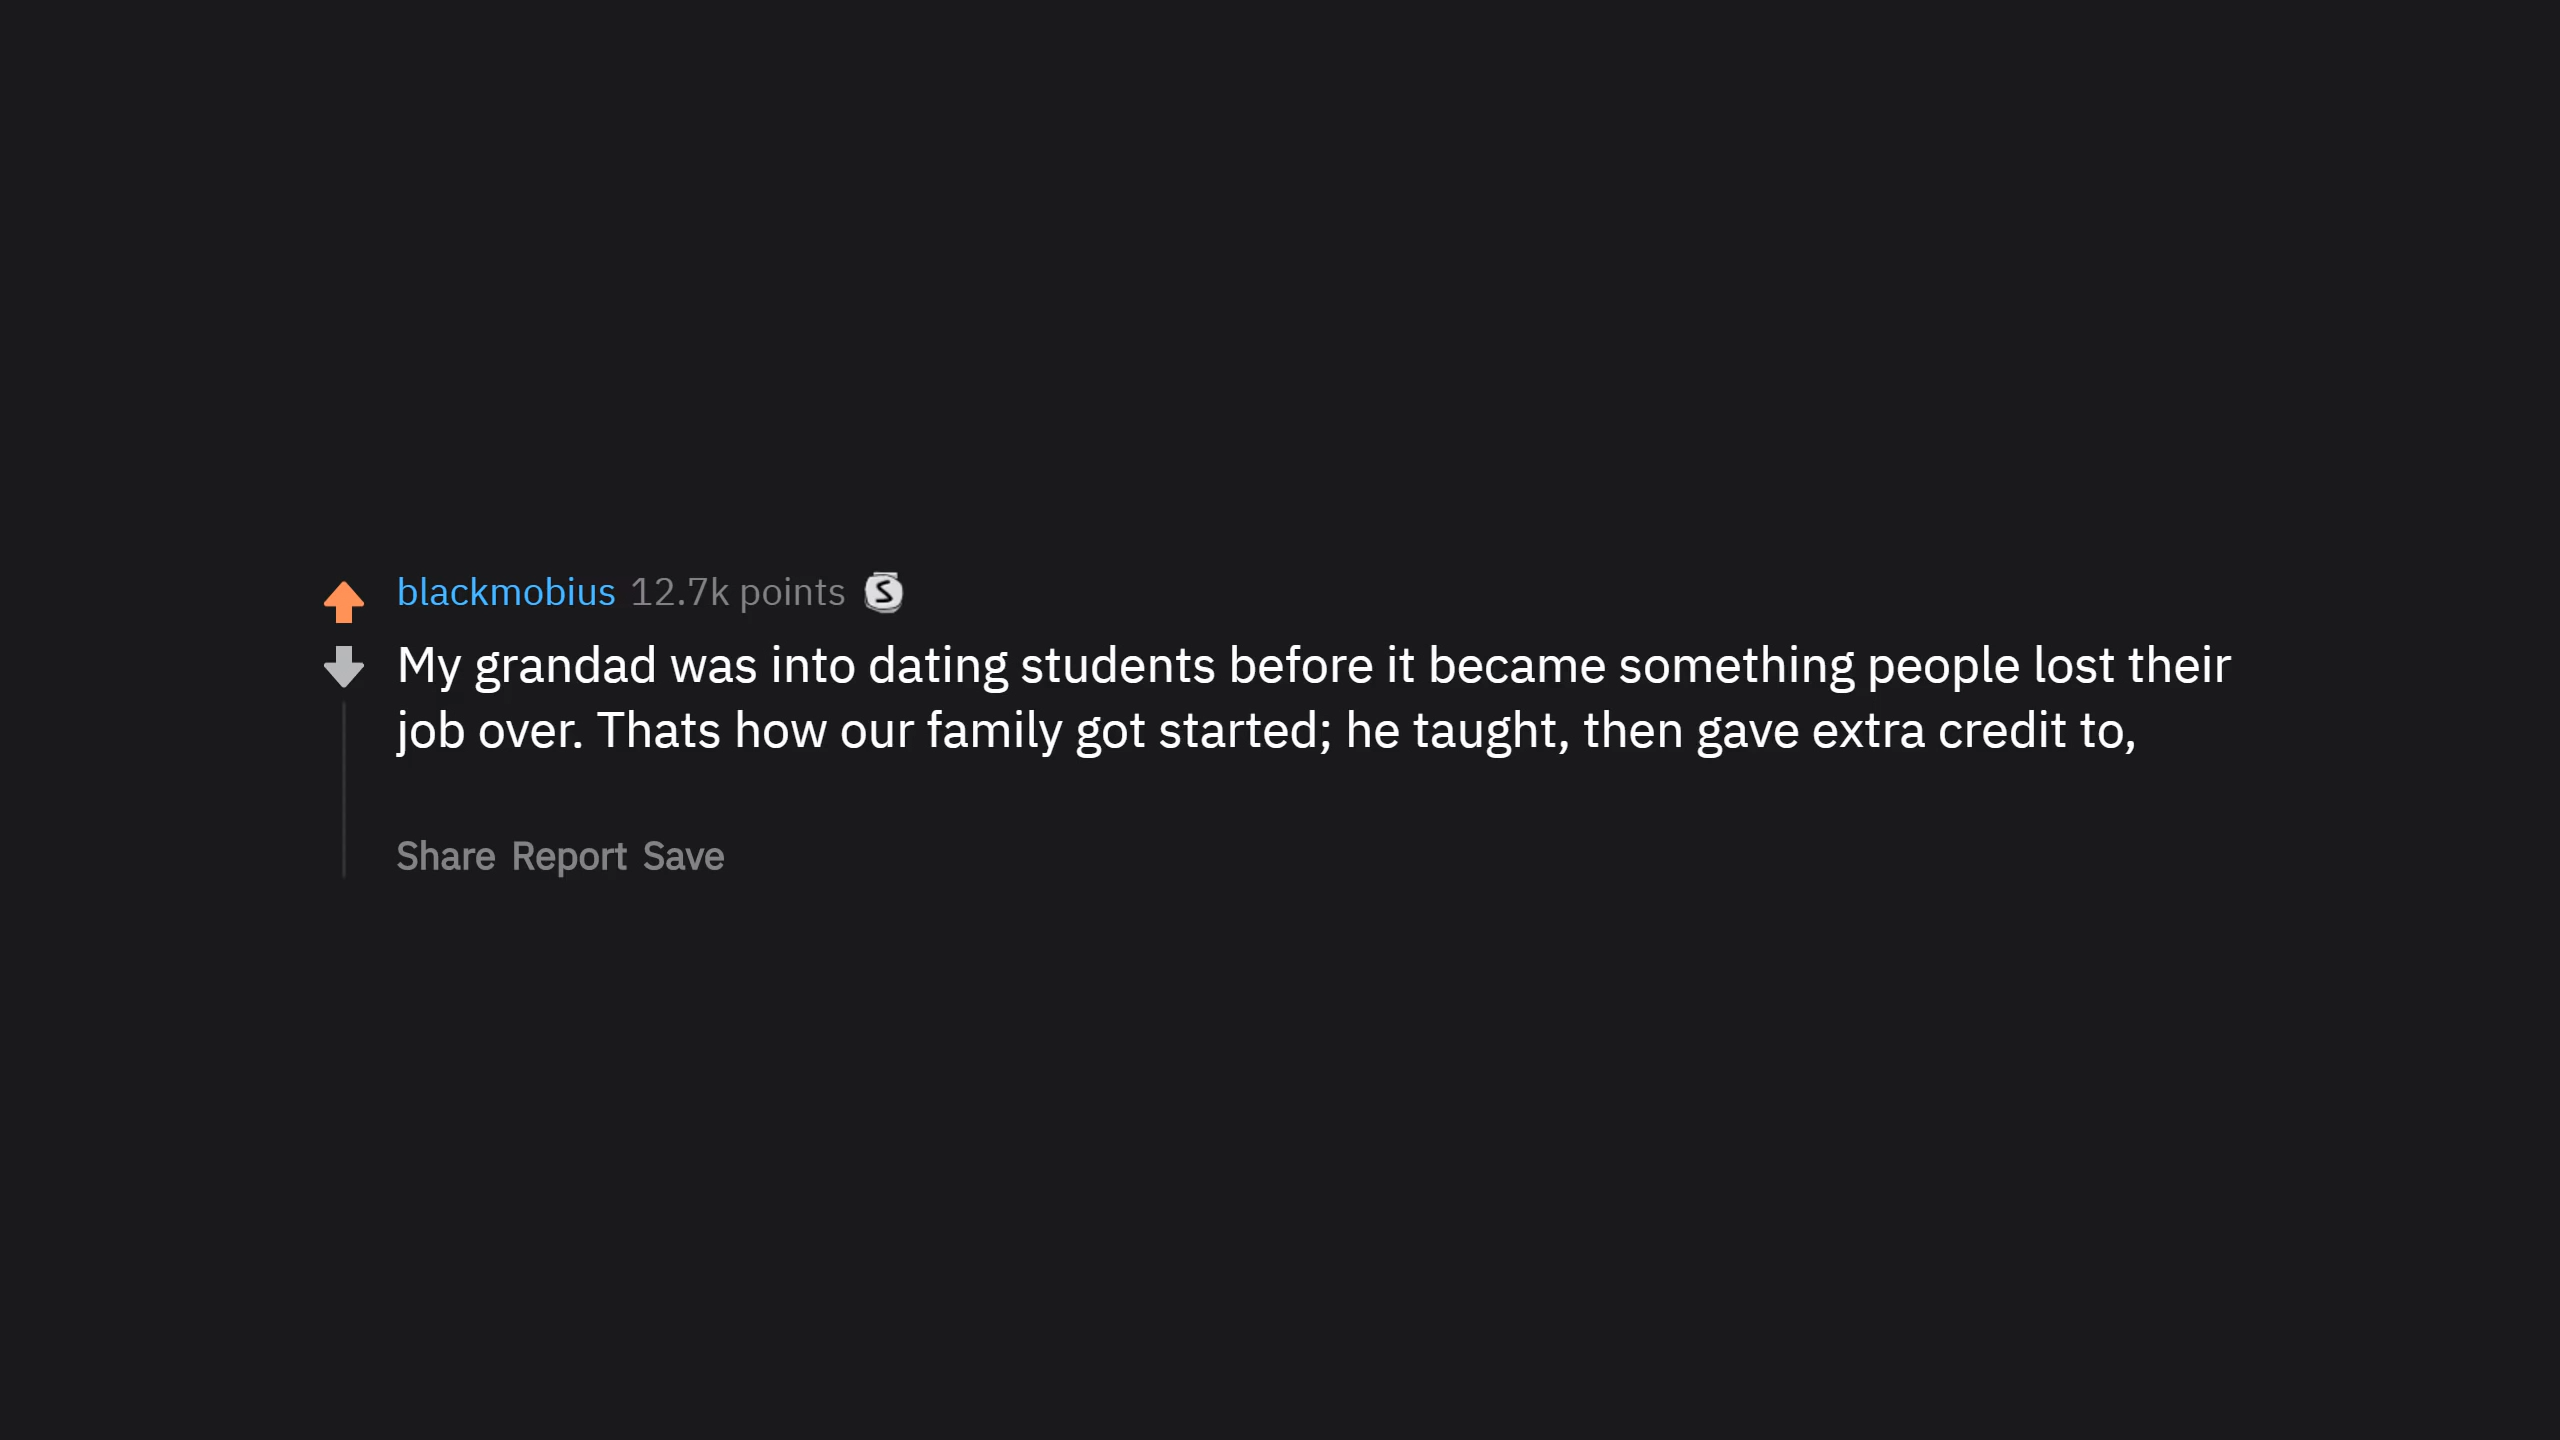 blackmobius 12.7k points S
My grandad was into dating students before it became something people lost their
job over. Thats how our family got started; he taught, then gave extra credit to,
Share Report Save